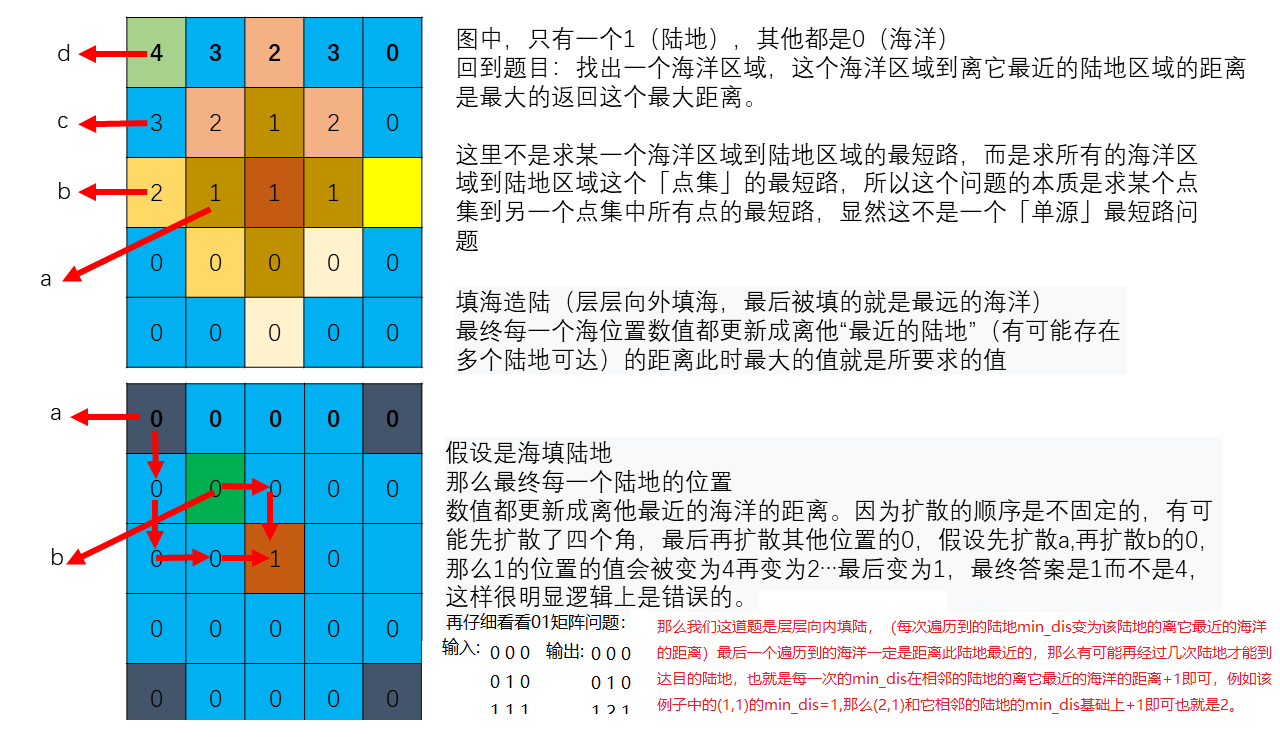 图中，只有一个1（陆地），其他都是0（海洋）
回到题目：找出一个海洋区域，这个海洋区域到离它最近的陆地区域的距离
是最大的返回这个最大距离。
这里不是求某一个海洋区域到陆地区域的最短路，而是求所有的海洋区
域到陆地区域这个「点集」的最短路，所以这个问题的本质是求某个点
集到另一个点集中所有点的最短路，显然这不是一个「单源」最短路问
题
填海造陆（层层向外填海，最后被填的就是最远的海洋）
最终每一个海位置数值都更新成离他“最近的陆地”（有可能存在
多个陆地可达）的距离此时最大的值就是所要求的值
d 4 3 2 3 0
c 3 2 1 2 0
b 2 1 1 1
a 0 0 0 0 0
0 0 0 0 0
a 0 0 0 0 0
0 0 0 0 0
b 0 0 1 0
0 0 0 0 0
0 0 0 0 0
假设是海填陆地
那么最终每一个陆地的位置
数值都更新成离他最近的海洋的距离。因为扩散的顺序是不固定的，有可
能先扩散了四个角，最后再扩散其他位置的0，假设先扩散a,再扩散b的0，
那么1的位置的值会被变为4再变为2…最后变为1，最终答案是1而不是4，
这样很明显逻辑上是错误的。
再仔细看看01矩阵问题：
输入: 0 0 0 输出: 0 0 0
0 1 0 0 1 0
1 1 1 1 2 1
那么我们这道题是层层向内填陆，（每次遍历到的陆地min_dis变为该陆地的离它最近的海洋
的距离）最后一个遍历到的海洋一定是距离此陆地最近的，那么有可能再经过几次陆地才能到
达目的陆地，也就是每一次的min_dis在相邻的陆地的离它最近的海洋的距离+1即可，例如该
例子中的(1,1)的min_dis=1,那么(2,1)和它相邻的陆地的min_dis基础上+1即可也就是2。